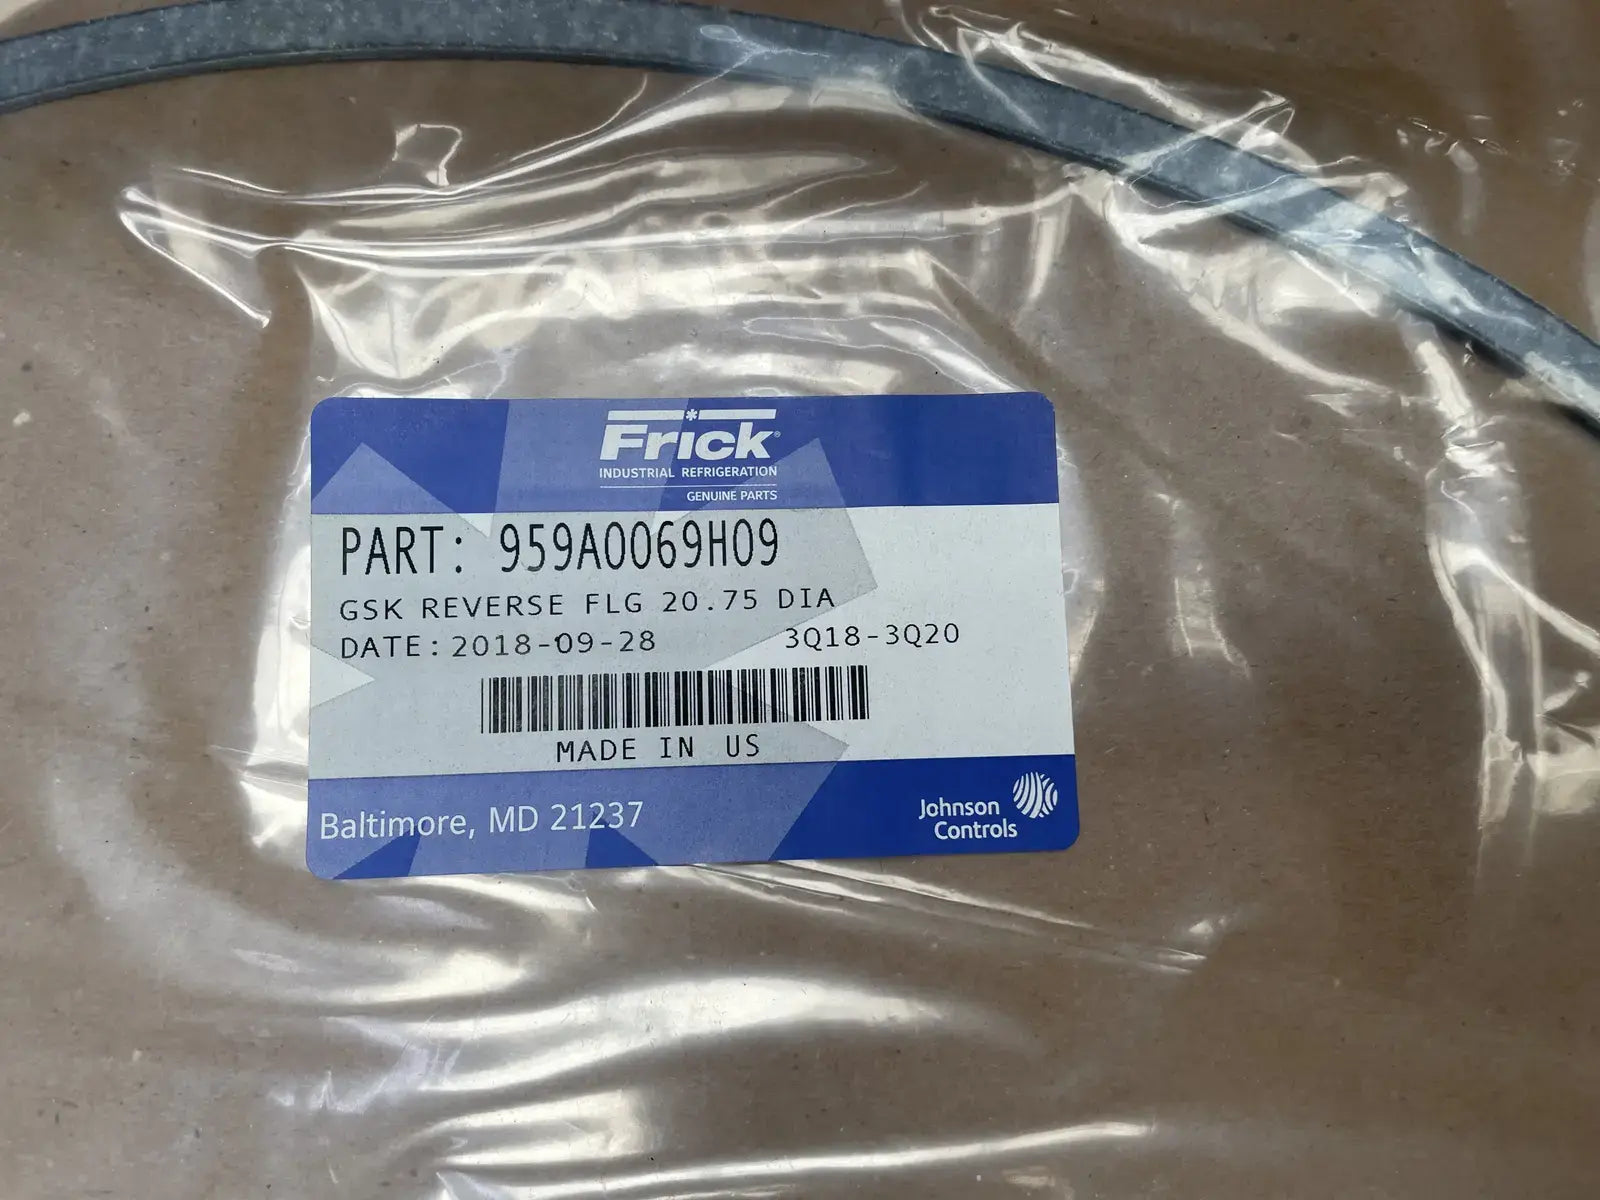 Frick®
INDUSTRIAL REFRIGERATION
GENUINE PARTS
PART: 959A0069H09
GSK REVERSE FLG 20.75 DIA
DATE: 2018-09-28 3Q18-3Q20
MADE IN US
Baltimore, MD 21237
Johnson
Controls